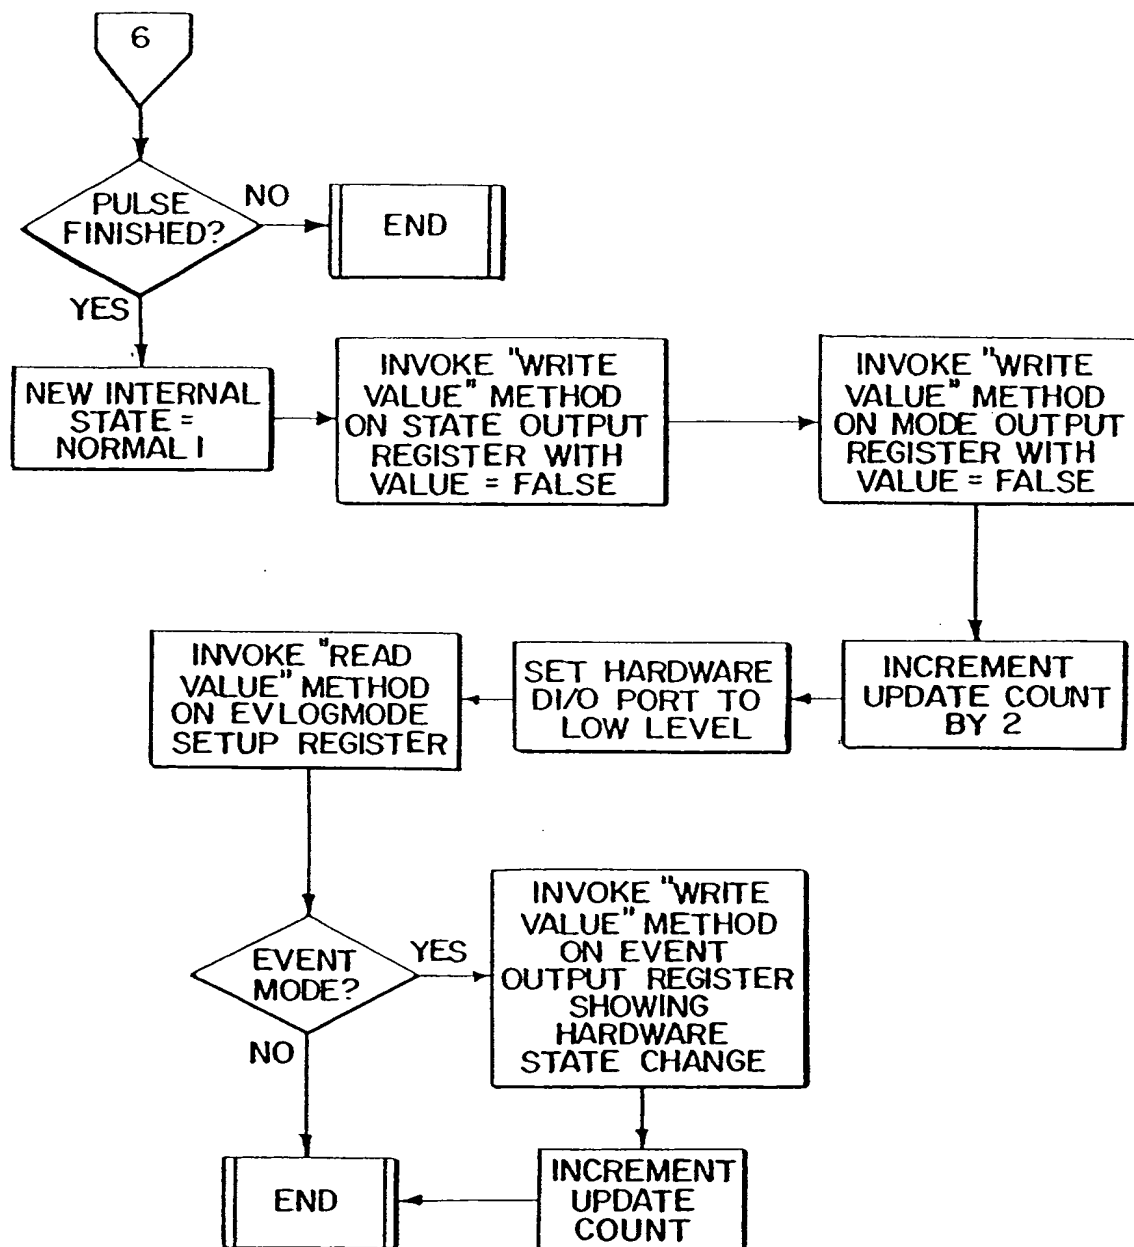 6
PULSE
FINISHED?
NO
END
YES
NEW INTERNAL
STATE =
NORMAL I
INVOKE "WRITE
VALUE" METHOD
ON STATE OUTPUT
REGISTER WITH
VALUE = FALSE
INVOKE "WRITE
VALUE" METHOD
ON MODE OUTPUT
REGISTER WITH
VALUE = FALSE
INCREMENT
UPDATE COUNT
BY 2
SET HARDWARE
DI/O PORT TO
LOW LEVEL
INVOKE "READ
VALUE" METHOD
ON EVLOGMODE
SETUP REGISTER
EVENT
MODE?
YES
NO
INVOKE "WRITE
VALUE" METHOD
ON EVENT
OUTPUT REGISTER
SHOWING
HARDWARE
STATE CHANGE
INCREMENT
UPDATE
COUNT
END